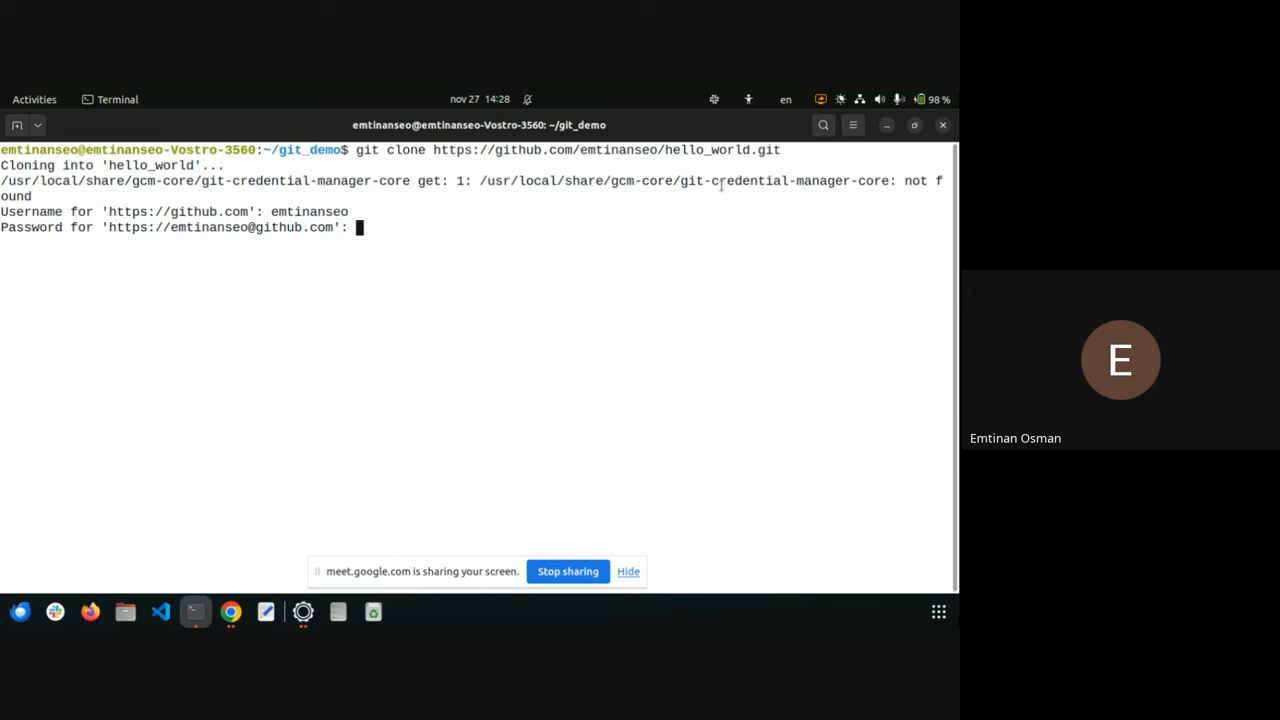 Activities Terminal nov 27 14:28 en 98 %
emtinanseo@emtinanseo-Vostro-3560: ~/git_demo
emtinanseo@emtinanseo-Vostro-3560:~/git_demo$ git clone https://github.com/emtinanseo/hello_world.git
Cloning into 'hello_world'...
/usr/local/share/gcm-core/git-credential-manager-core get: 1: /usr/local/share/gcm-core/git-credential-manager-core: not f
ound
Username for 'https://github.com': emtinanseo
Password for 'https://emtinanseo@github.com':
E
Emtinan Osman
meet.google.com is sharing your screen. Stop sharing Hide